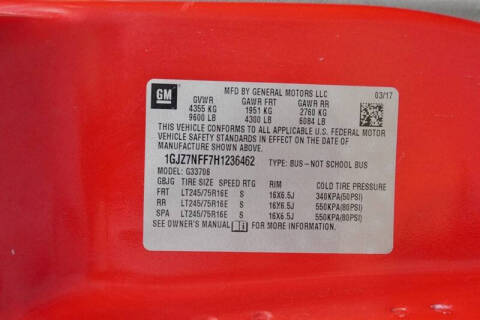 GM
MFD BY GENERAL MOTORS LLC 03/17
GVWR GAWR FRT GAWR RR
4355 KG 1951 KG 2760 KG
9600 LB 4300 LB 6084 LB
THIS VEHICLE CONFORMS TO ALL APPLICABLE U.S. FEDERAL MOTOR
VEHICLE SAFETY STANDARDS IN EFFECT ON THE DATE OF
MANUFACTURE SHOWN ABOVE.
1GJZ7NFF7H1236462 TYPE: BUS-NOT SCHOOL BUS
MODEL: G33706
GBJG TIRE SIZE SPEED RTG RIM COLD TIRE PRESSURE
FRT LT245/75R16E S 16X6.5J 340KPA(50PSI)
RR LT245/75R16E S 16X6.5J 550KPA(80PSI)
SPA LT245/75R16E S 16X6.5J 550KPA(80PSI)
SEE OWNER'S MANUAL FOR MORE INFORMATION.